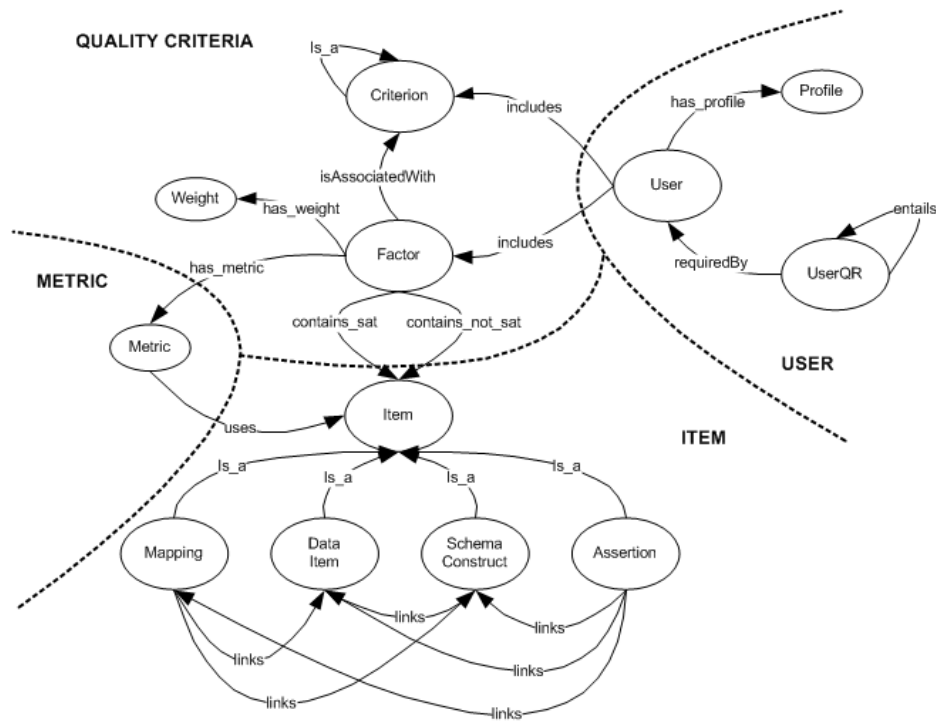 QUALITY CRITERIA
Is_a
Criterion
includes
has_profile
Profile
isAssociatedWith
User
Weight
has_weight
entails
Factor
includes
requiredBy
UserQR
METRIC
has_metric
contains_sat
contains_not_sat
Metric
USER
Item
uses
ITEM
Is_a
Is_a
Is_a
Is_a
Mapping
Data
Item
Schema
Construct
Assertion
links
links
links
links
links
links